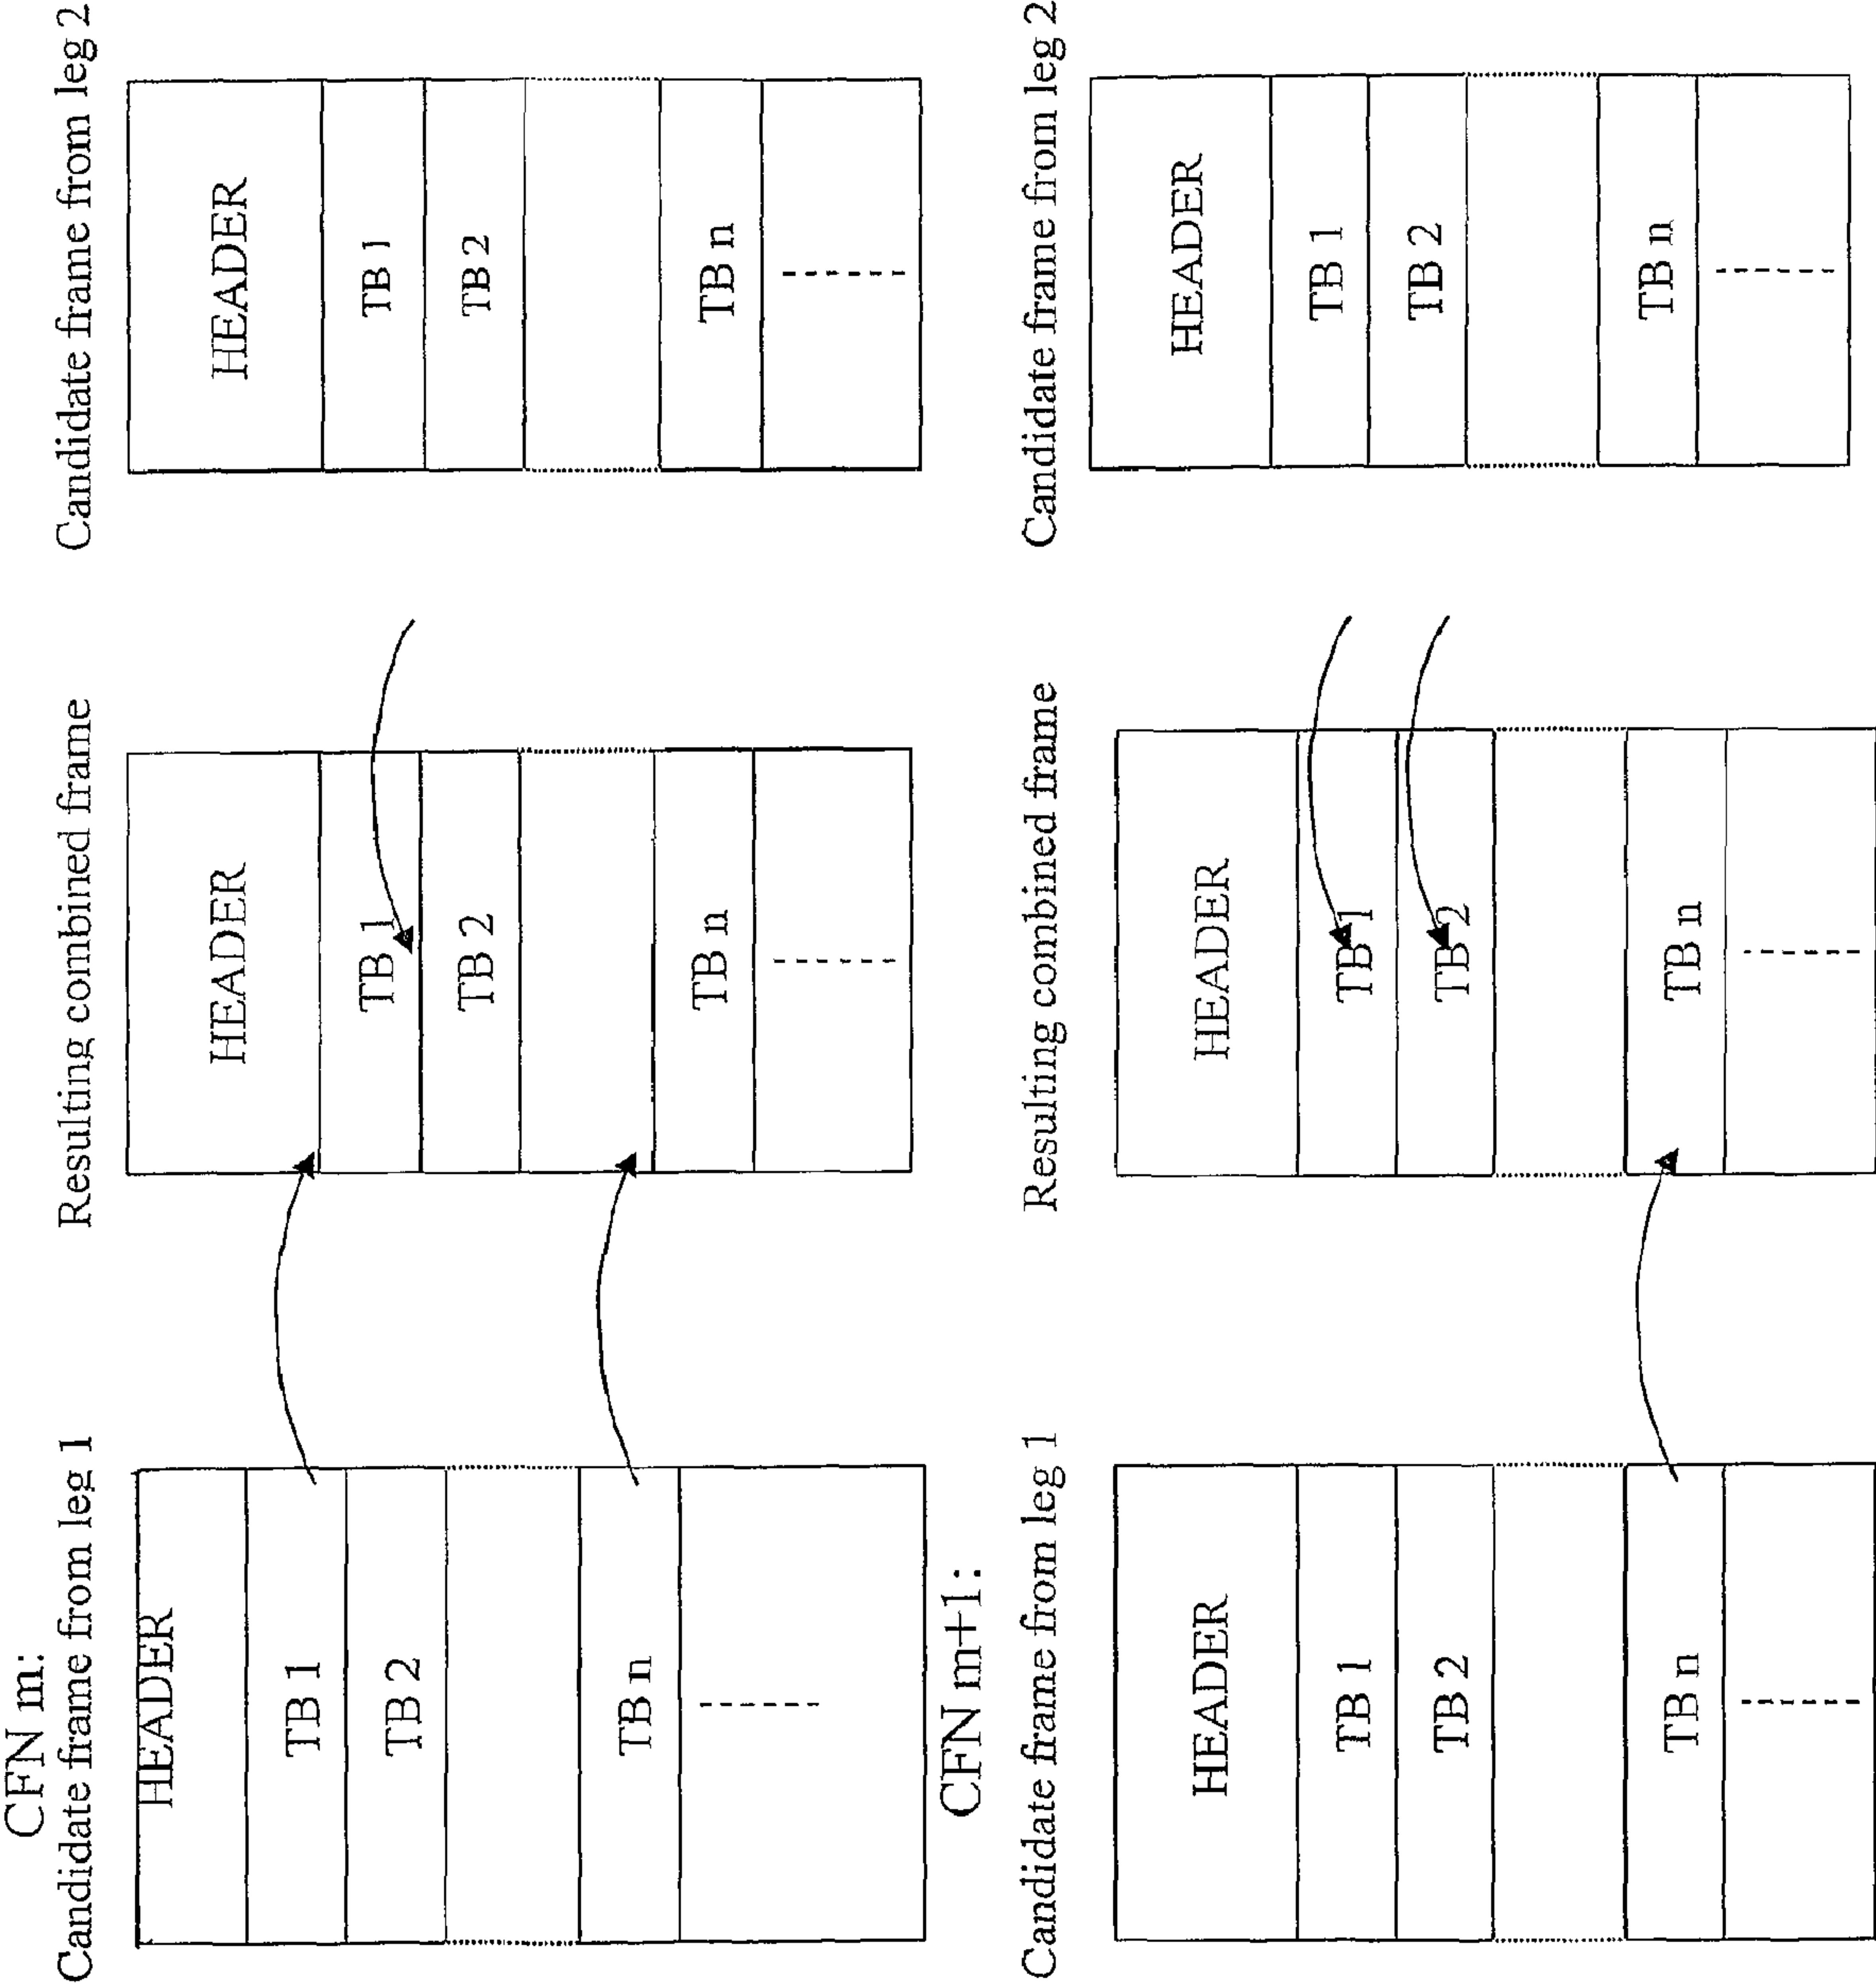 CFN m:
Candidate frame from leg 1
HEADER
TB 1
TB 2
TB n
Resulting combined frame
HEADER
TB 1
TB 2
TB n
Candidate frame from leg 2
HEADER
TB 1
TB 2
TB n
CFN m+1:
Candidate frame from leg 1
HEADER
TB 1
TB 2
TB n
Resulting combined frame
HEADER
TB 1
TB 2
TB n
Candidate frame from leg 2
HEADER
TB 1
TB 2
TB n